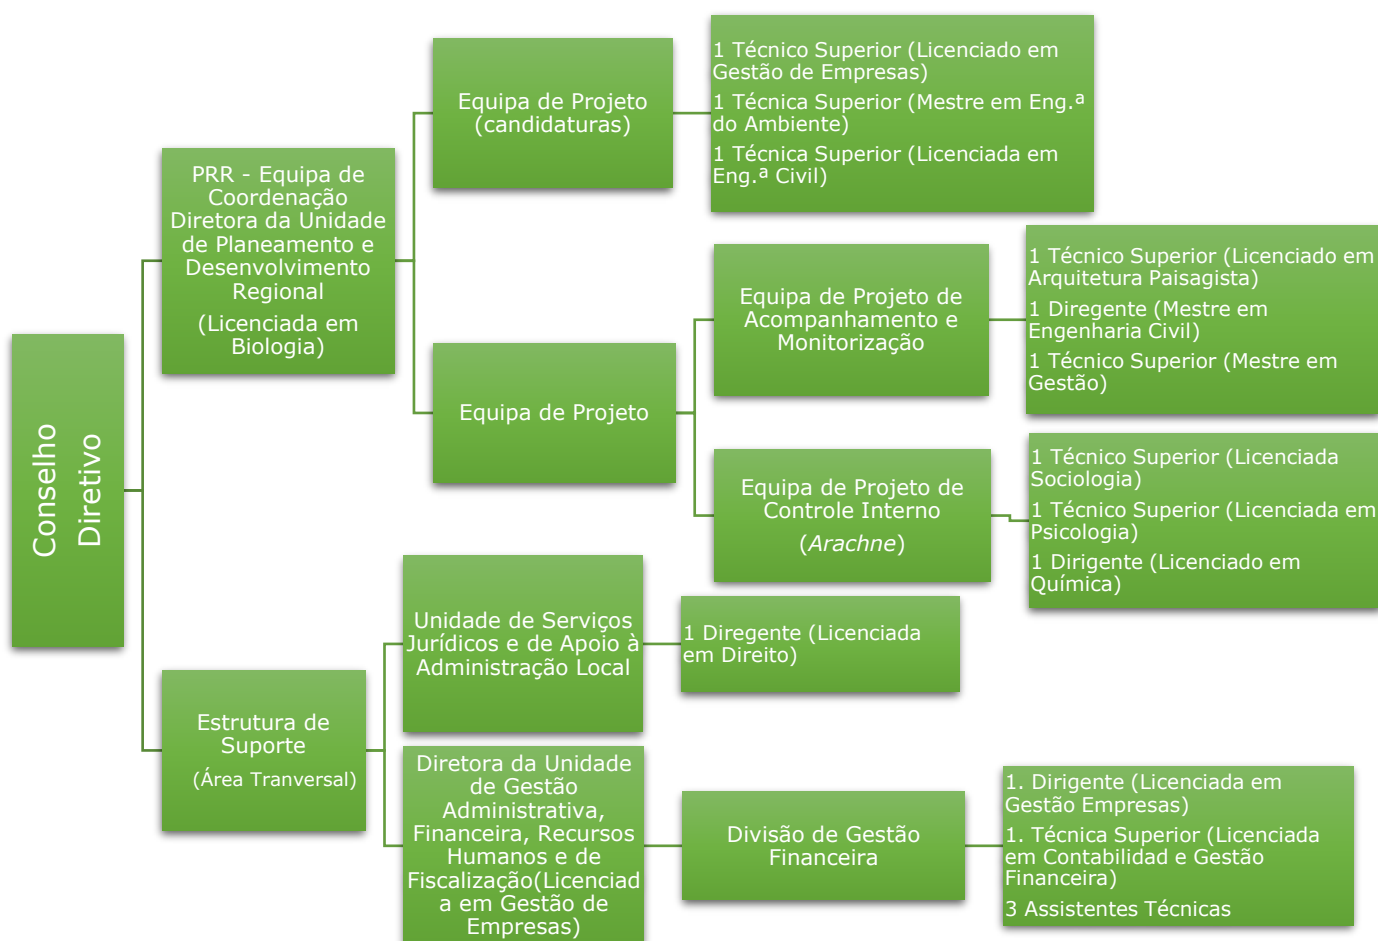 Conselho
Diretivo
PRR - Equipa de
Coordenação
Diretora da Unidade
de Planeamento e
Desenvolvimento
Regional
(Licenciada em
Biologia)
Equipa de Projeto
(candidaturas)
1 Técnico Superior (Licenciado em
Gestão de Empresas)
1 Técnica Superior (Mestre em Eng.ª
do Ambiente)
1 Técnica Superior (Licenciada em
Eng.ª Civil)
Equipa de Projeto
Equipa de Projeto de
Acompanhamento e
Monitorização
1 Técnico Superior (Licenciado em
Arquitetura Paisagista)
1 Diregente (Mestre em
Engenharia Civil)
1 Técnico Superior (Mestre em
Gestão)
Equipa de Projeto de
Controle Interno
(Arachne)
1 Técnico Superior (Licenciada
Sociologia)
1 Técnico Superior (Licenciada em
Psicologia)
1 Dirigente (Licenciado em
Química)
Estrutura de
Suporte
(Área Tranversal)
Unidade de Serviços
Jurídicos e de Apoio à
Administração Local
1 Diregente (Licenciada
em Direito)
Diretora da Unidade
de Gestão
Administrativa,
Financeira, Recursos
Humanos e de
Fiscalização(Licenciad
a em Gestão de
Empresas)
Divisão de Gestão
Financeira
1. Dirigente (Licenciada em
Gestão Empresas)
1. Técnica Superior (Licenciada
em Contabilidad e Gestão
Financeira)
3 Assistentes Técnicas